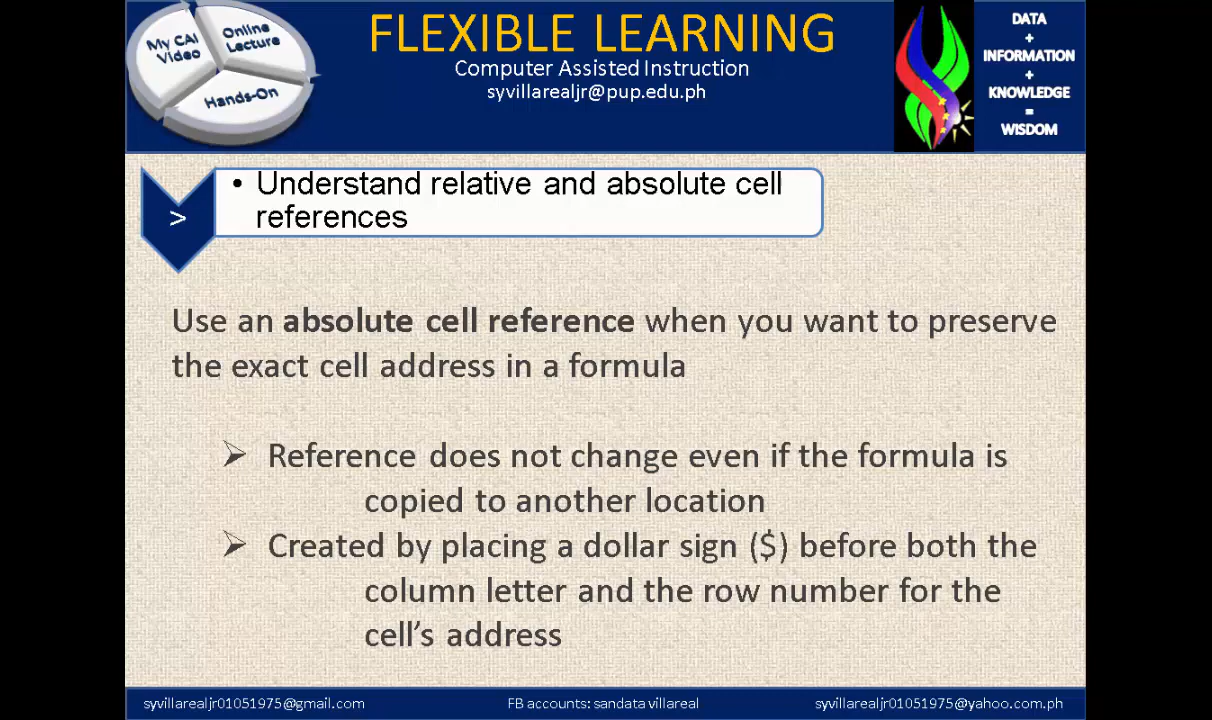 My CAI
Video
Online
Lecture
Hands-On
FLEXIBLE LEARNING
Computer Assisted Instruction
syvillarealjr@pup.edu.ph
DATA
+
INFORMATION
+
KNOWLEDGE
=
WISDOM
>
• Understand relative and absolute cell
references
Use an absolute cell reference when you want to preserve
the exact cell address in a formula
➢ Reference does not change even if the formula is
copied to another location
➢ Created by placing a dollar sign ($) before both the
column letter and the row number for the
cell’s address
syvillarealjr01051975@gmail.com
FB accounts: sandata villareal
syvillarealjr01051975@yahoo.com.ph